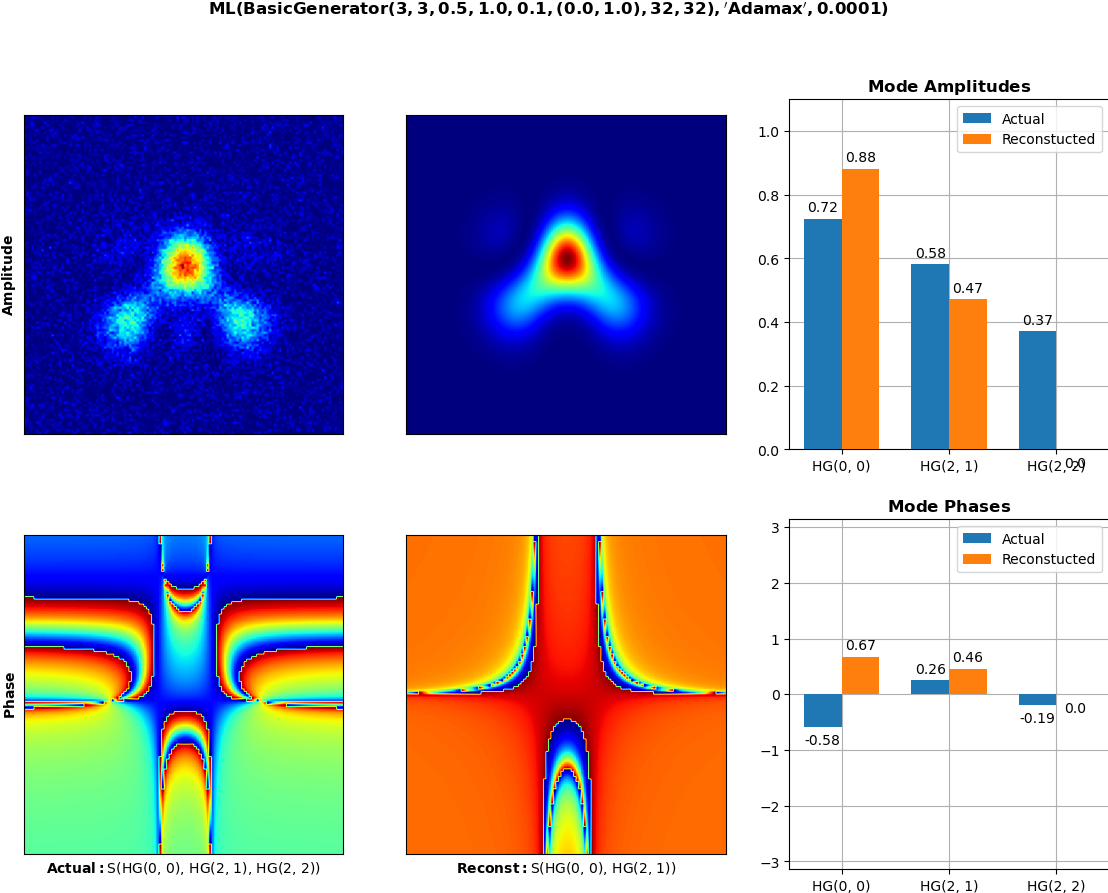 ML(BasicGenerator(3, 3, 0.5, 1.0, 0.1, (0.0, 1.0), 32, 32), 'Adamax', 0.0001)
Amplitude
Mode Amplitudes
Actual
Reconstucted
1.0
0.8
0.6
0.4
0.2
0.0
0.72
0.88
0.58
0.47
0.37
0.0
HG(0, 0)
HG(2, 1)
HG(2, 2)
Phase
Actual:S(HG(0, 0), HG(2, 1), HG(2, 2))
Reconst:S(HG(0, 0), HG(2, 1))
Mode Phases
Actual
Reconstucted
3
2
1
0
−1
−2
−3
-0.58
0.67
0.26
0.46
-0.19
0.0
HG(0, 0)
HG(2, 1)
HG(2, 2)